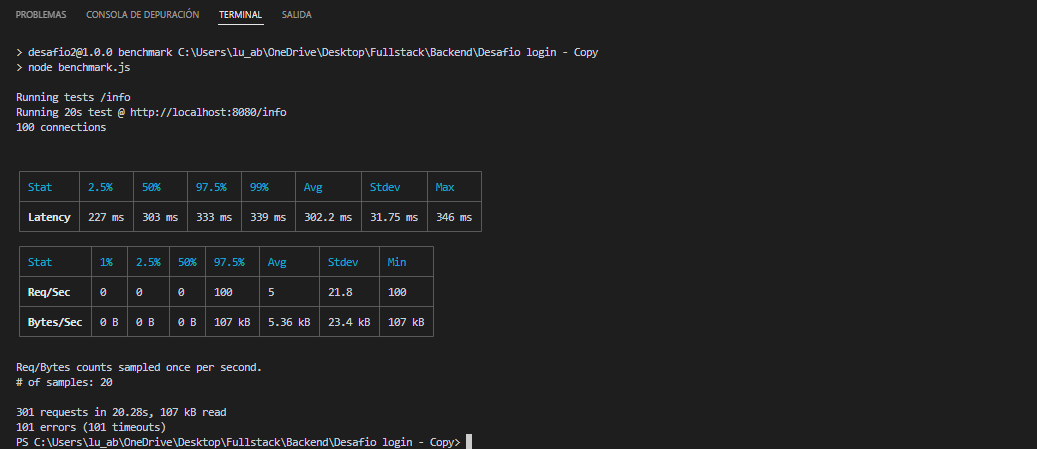 PROBLEMAS CONSOLA DE DEPURACIÓN TERMINAL SALIDA
> desafio2@1.0.0 benchmark C:\Users\lu_ab\OneDrive\Desktop\Fullstack\Backend\Desafio login - Copy
> node benchmark.js
Running tests /info
Running 20s test @ http://localhost:8080/info
100 connections
Stat 2.5% 50% 97.5% 99% Avg Stdev Max
Latency 227 ms 303 ms 333 ms 339 ms 302.2 ms 31.75 ms 346 ms
Stat 1% 2.5% 50% 97.5% Avg Stdev Min
Req/Sec 0 0 0 100 5 21.8 100
Bytes/Sec 0 B 0 B 0 B 107 kB 5.36 kB 23.4 kB 107 kB
Req/Bytes counts sampled once per second.
# of samples: 20
301 requests in 20.28s, 107 kB read
101 errors (101 timeouts)
PS C:\Users\lu_ab\OneDrive\Desktop\Fullstack\Backend\Desafio login - Copy>